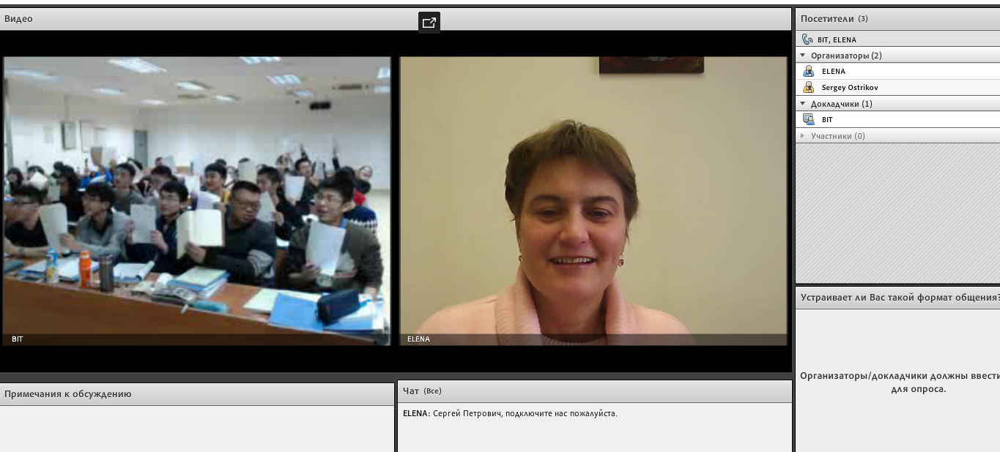 Видео
BIT
ELENA
Примечания к обсуждению
Чат (Все)
ELENA: Сергей Петрович, подключите нас пожалуйста.
Посетители (3)
BIT, ELENA
Организаторы (2)
ELENA
Sergey Ostrikov
Докладчики (1)
BIT
Участники (0)
Устраивает ли Вас такой формат общения?
Организаторы/докладчики должны ввести
для опроса.